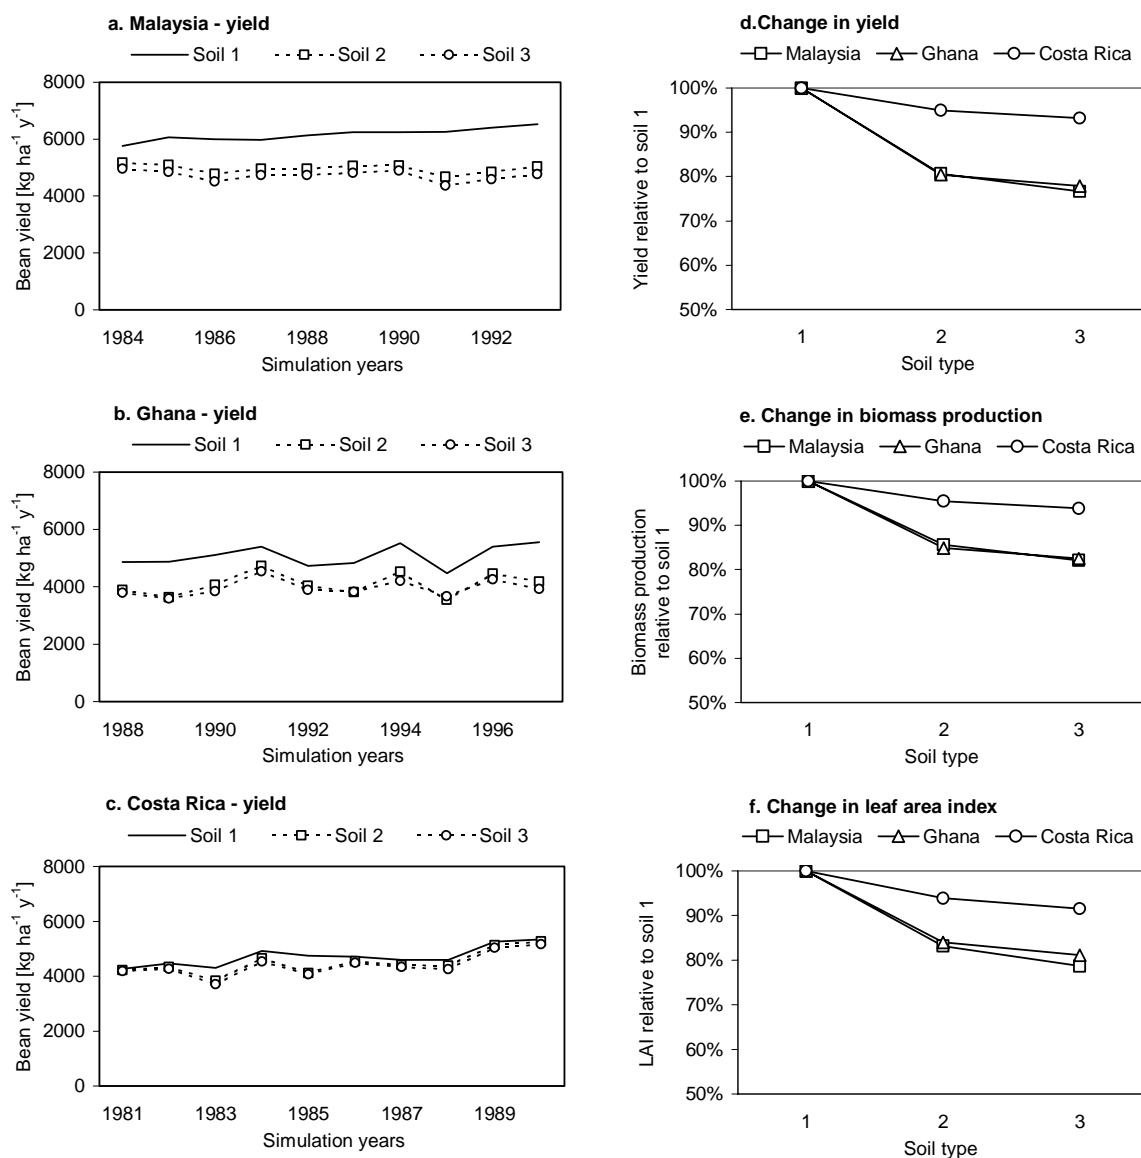 a. Malaysia - yield
Soil 1 Soil 2 Soil 3
Bean yield [kg ha⁻¹ y⁻¹]
8000
6000
4000
2000
0
1984 1986 1988 1990 1992
Simulation years
b. Ghana - yield
Soil 1 Soil 2 Soil 3
Bean yield [kg ha⁻¹ y⁻¹]
8000
6000
4000
2000
0
1988 1990 1992 1994 1996
Simulation years
c. Costa Rica - yield
Soil 1 Soil 2 Soil 3
Bean yield [kg ha⁻¹ y⁻¹]
8000
6000
4000
2000
0
1981 1983 1985 1987 1989
Simulation years
d.Change in yield
Malaysia Ghana Costa Rica
Yield relative to soil 1
100%
90%
80%
70%
60%
50%
1 2 3
Soil type
e. Change in biomass production
Malaysia Ghana Costa Rica
Biomass production
relative to soil 1
100%
90%
80%
70%
60%
50%
1 2 3
Soil type
f. Change in leaf area index
Malaysia Ghana Costa Rica
LAI relative to soil 1
100%
90%
80%
70%
60%
50%
1 2 3
Soil type